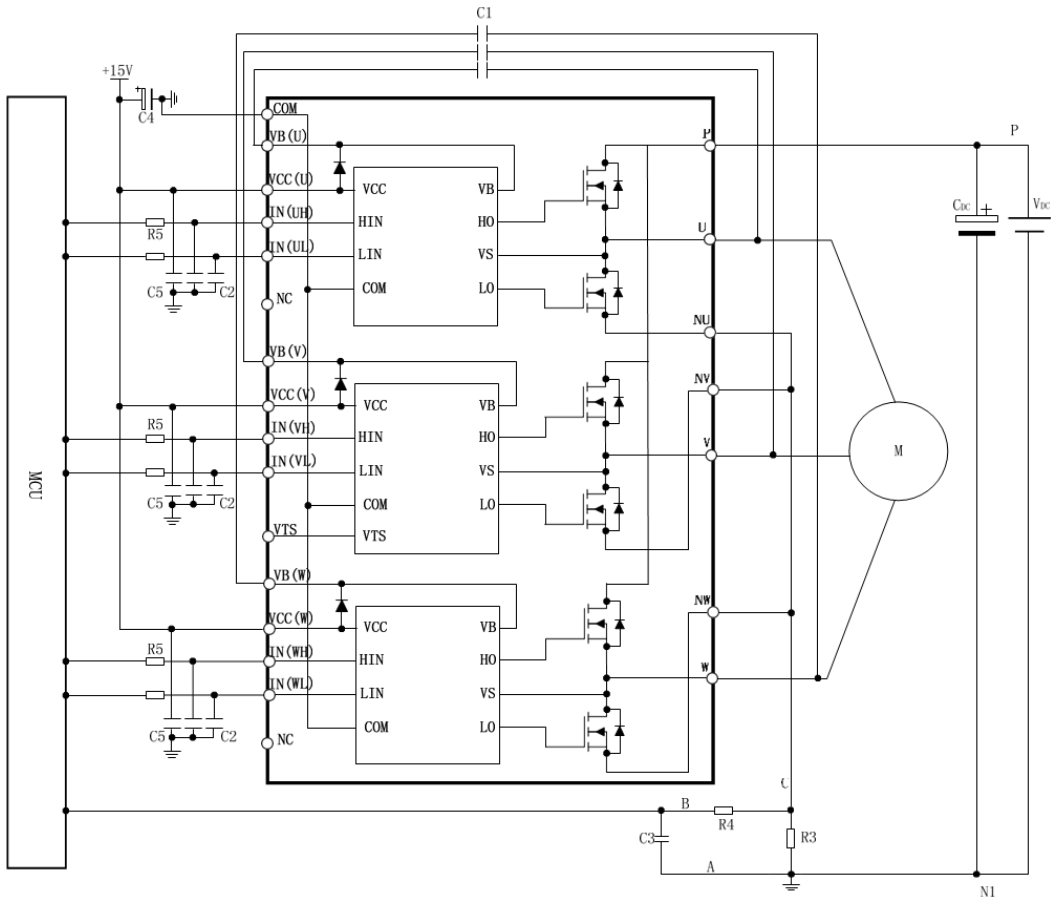 C1
+15V
C4
COM
VB(U)
P
P
VCC(U)
VCC
VB
CDC
+
VDC
IN(UH)
HIN
HO
R5
U
IN(UL)
LIN
VS
C5
C2
COM
LO
NC
NU
VB(V)
NV
VCC(V)
VCC
VB
R5
IN(VH)
HIN
HO
V
M
IN(VL)
LIN
VS
MCU
C5
C2
COM
LO
VTS
VTS
VB(W)
NW
VCC(W)
VCC
VB
R5
IN(WH)
HIN
HO
W
IN(WL)
LIN
VS
C5
C2
COM
LO
NC
C
B
R4
C3
R3
A
N1